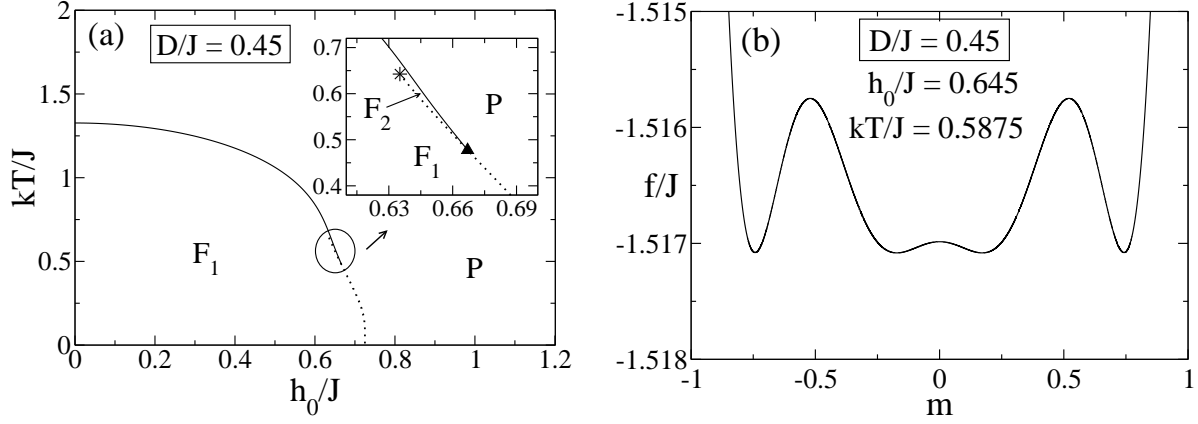 (a)
D/J = 0.45
kT/J
2
1.5
1
0.5
0
0 0.2 0.4 0.6 0.8 1 1.2
h₀/J
F₁
P
0.7
0.6
0.5
0.4
0.63 0.66 0.69
F₂
F₁
P
(b)
D/J = 0.45
h₀/J = 0.645
kT/J = 0.5875
-1.515
-1.516
f/J
-1.517
-1.518
-1 -0.5 0 0.5 1
m